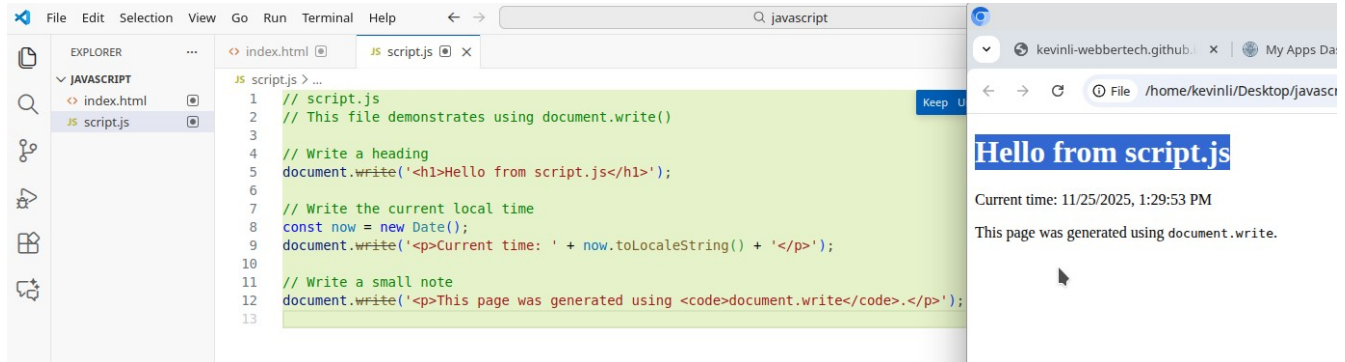 File Edit Selection View Go Run Terminal Help
javascript
EXPLORER
JAVASCRIPT
index.html
JS script.js
index.html
JS script.js
JS script.js > ...
1 // script.js
2 // This file demonstrates using document.write()
3
4 // Write a heading
5 document.write('<h1>Hello from script.js</h1>');
6
7 // Write the current local time
8 const now = new Date();
9 document.write('<p>Current time: ' + now.toLocaleString() + '</p>');
10
11 // Write a small note
12 document.write('<p>This page was generated using <code>document.write</code>.</p>');
13
Keep
kevinli-webbertech.github.
My Apps Da
File /home/kevinli/Desktop/javascr
Hello from script.js
Current time: 11/25/2025, 1:29:53 PM
This page was generated using document.write.